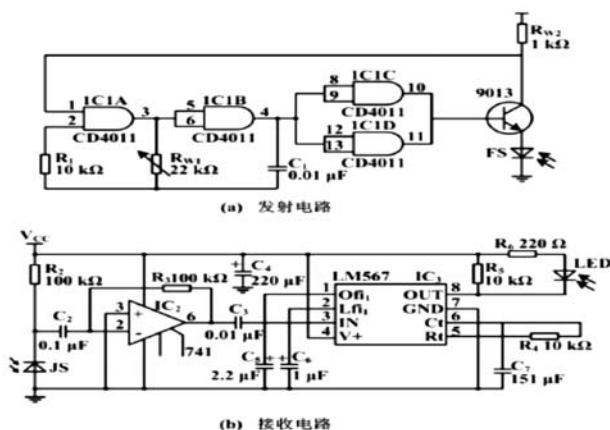 R_W2
1 kΩ
IC1A
1
2
3
CD4011
IC1B
5
6
4
CD4011
8
9
IC1C
10
CD4011
12
13
IC1D
11
CD4011
9013
FS
R1
10 kΩ
R_W1
22 kΩ
C1
0.01 μF
(a) 发射电路
V_CC
R2
100 kΩ
C2
0.1 μF
JS
R3 100 kΩ
3
2
+
-
IC2
6
741
C3
0.01 μF
+
C4
220 μF
LM567
IC3
1
Ofi1
2
Lfi1
3
IN
4
V+
OUT
8
GND
7
Ct
6
Rt
5
C5
+
2.2 μF
+
C6
1 μF
R5
10 kΩ
R6 220 Ω
LED
R4 10 kΩ
C7
151 μF
(b) 接收电路